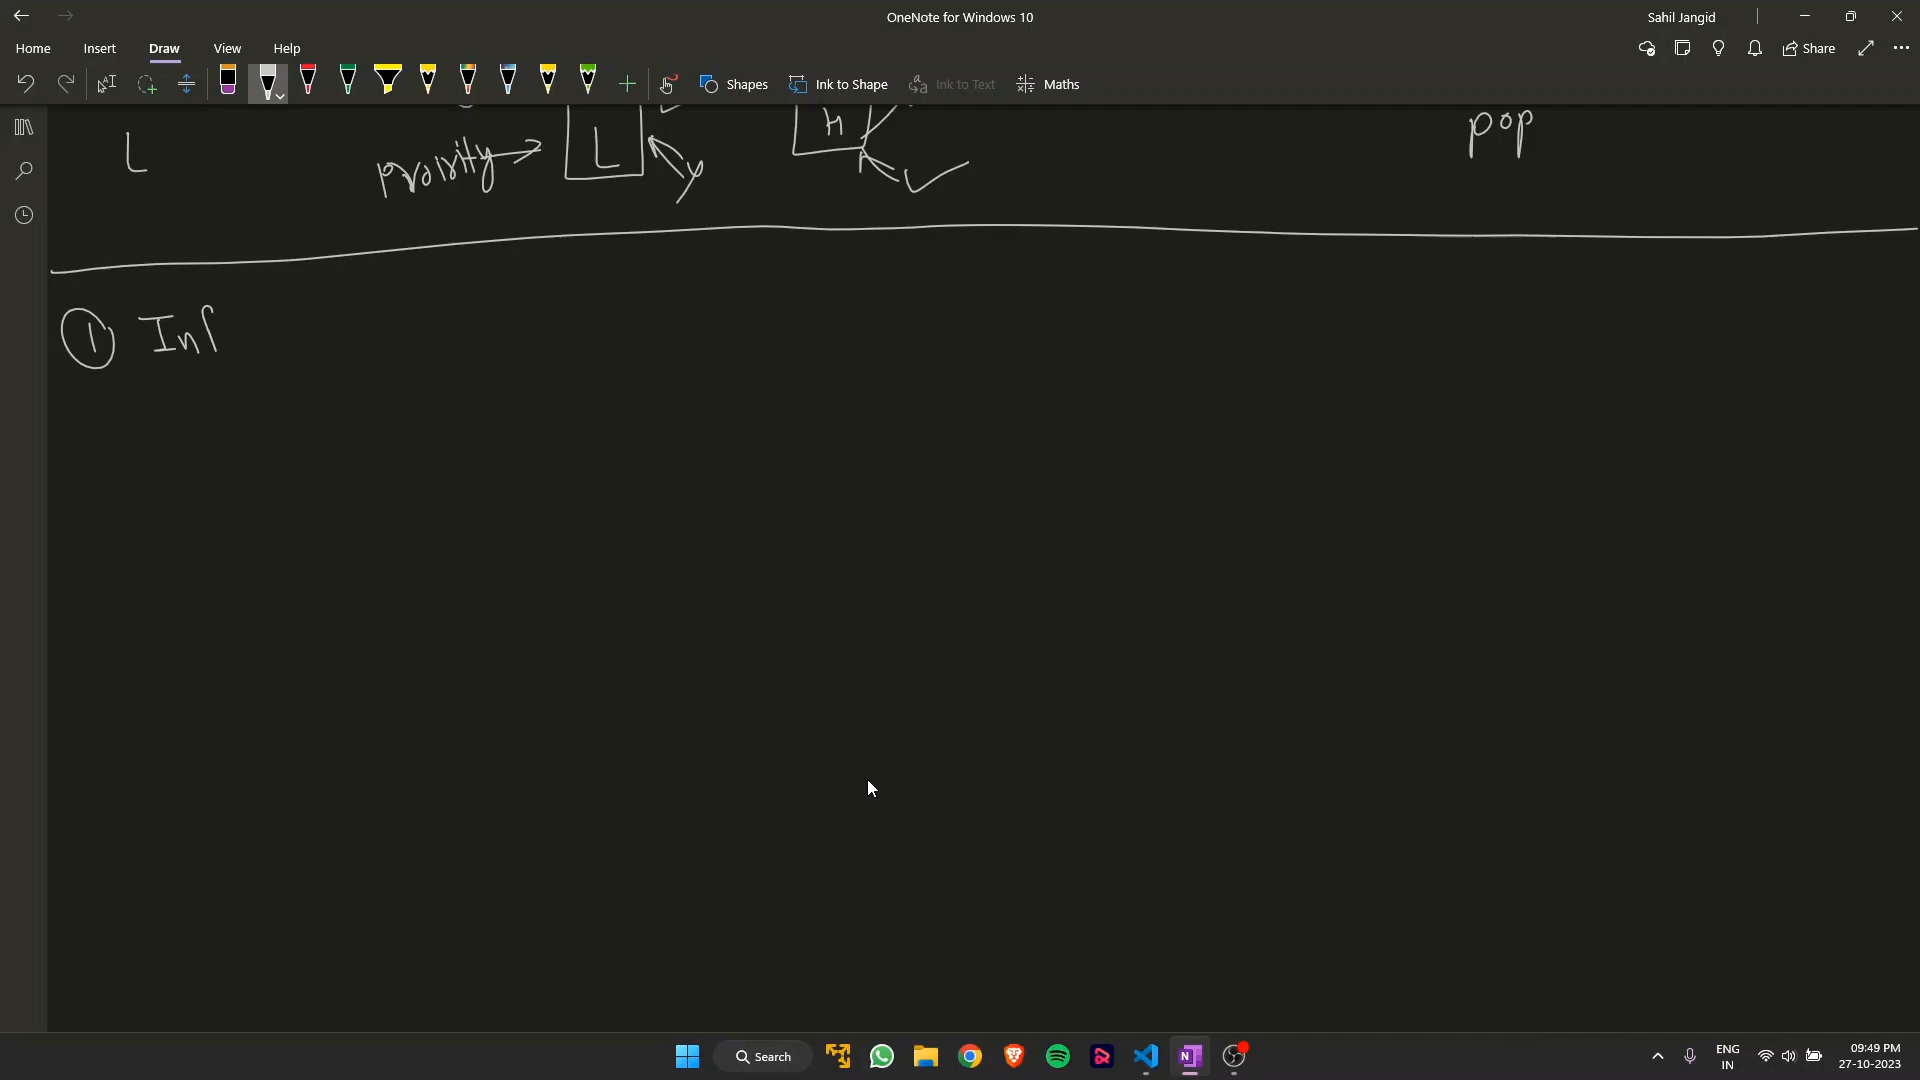 OneNote for Windows 10
Sahil Jangid
Home Insert Draw View Help
Share
Shapes Ink to Shape Ink to Text Maths
L
proirity
L
H
pop
1 Inf
Search
ENG
IN
09:49 PM
27-10-2023